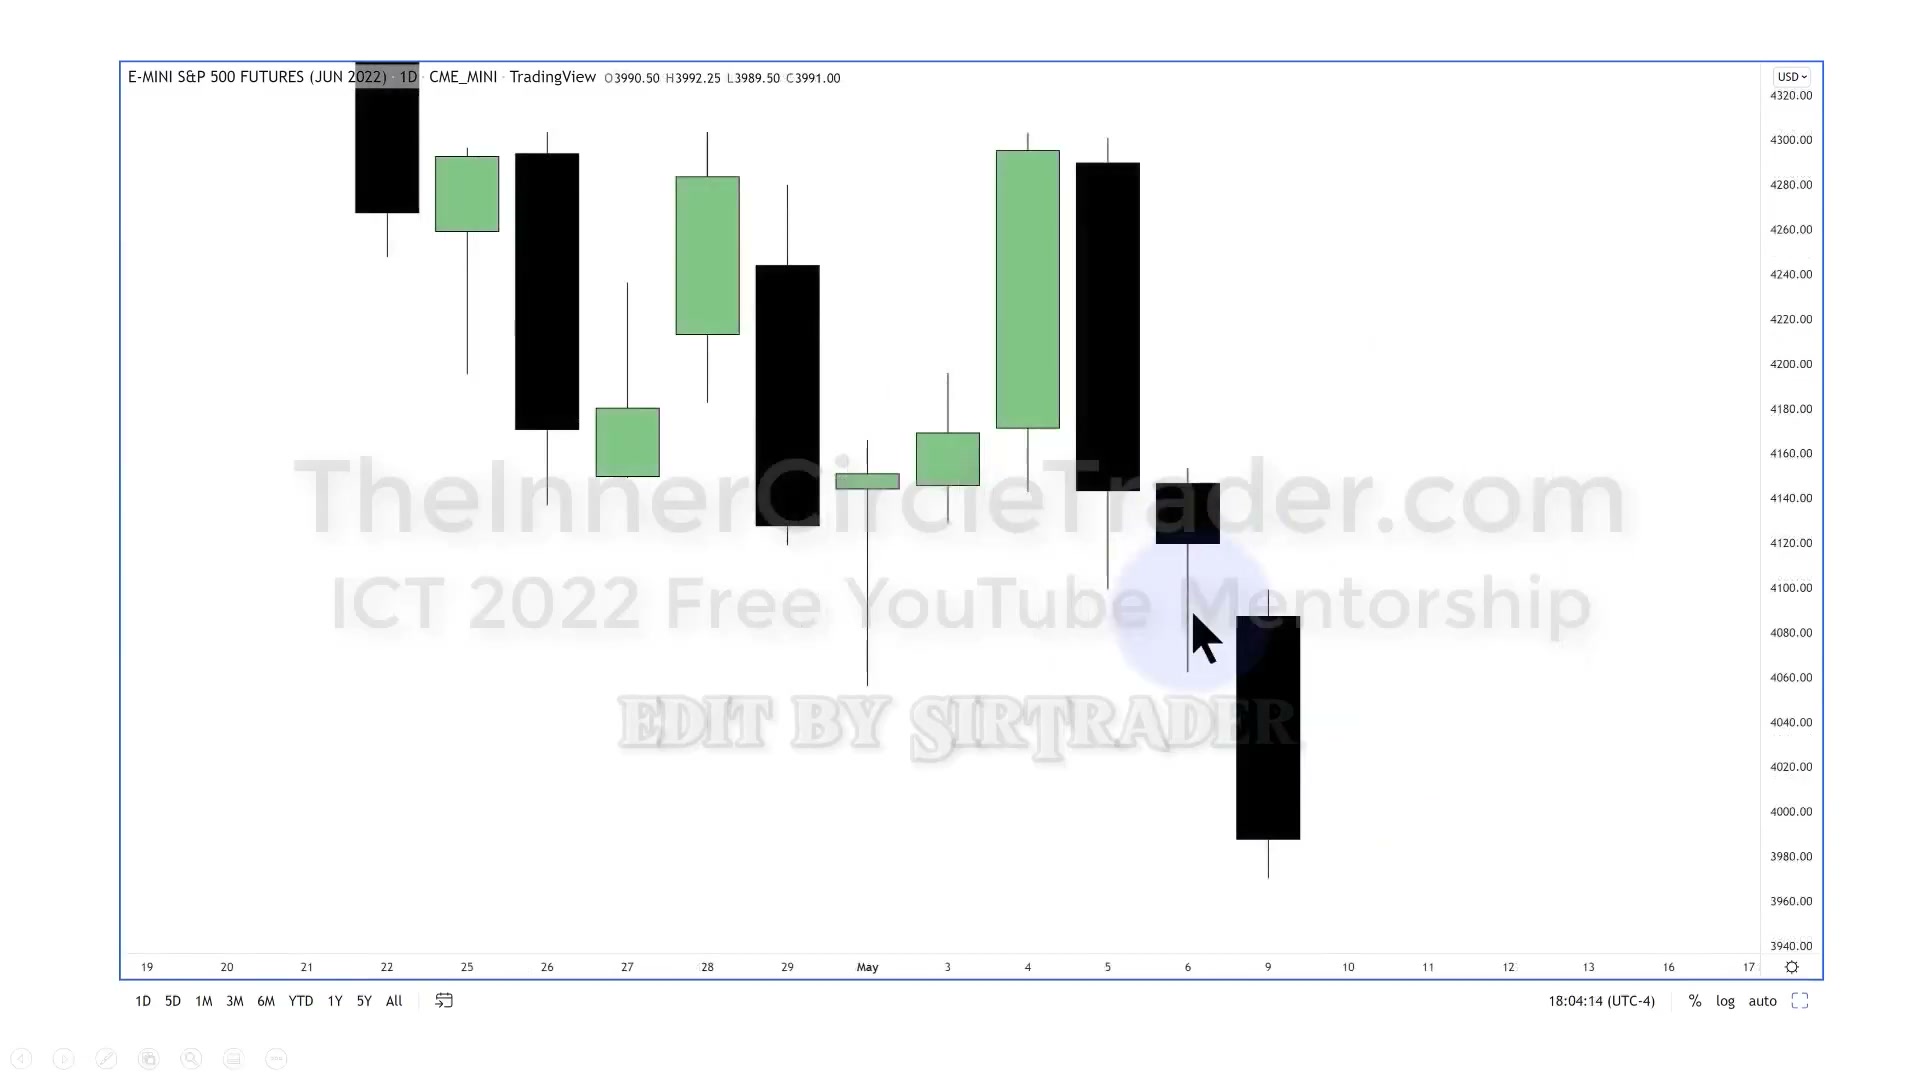 E-MINI S&P 500 FUTURES (JUN 2022) · 1D · CME_MINI · TradingView O3990.50 H3992.25 L3989.50 C3991.00
USD
4320.00
4300.00
4280.00
4260.00
4240.00
4220.00
4200.00
4180.00
4160.00
4140.00
4120.00
4100.00
4080.00
4060.00
4040.00
4020.00
4000.00
3980.00
3960.00
3940.00
TheInnerCircleTrader.com
ICT 2022 Free YouTube Mentorship
EDIT BY SIRTRADER
19 20 21 22 25 26 27 28 29 May 3 4 5 6 9 10 11 12 13 16 17
1D 5D 1M 3M 6M YTD 1Y 5Y All
18:04:14 (UTC-4) % log auto